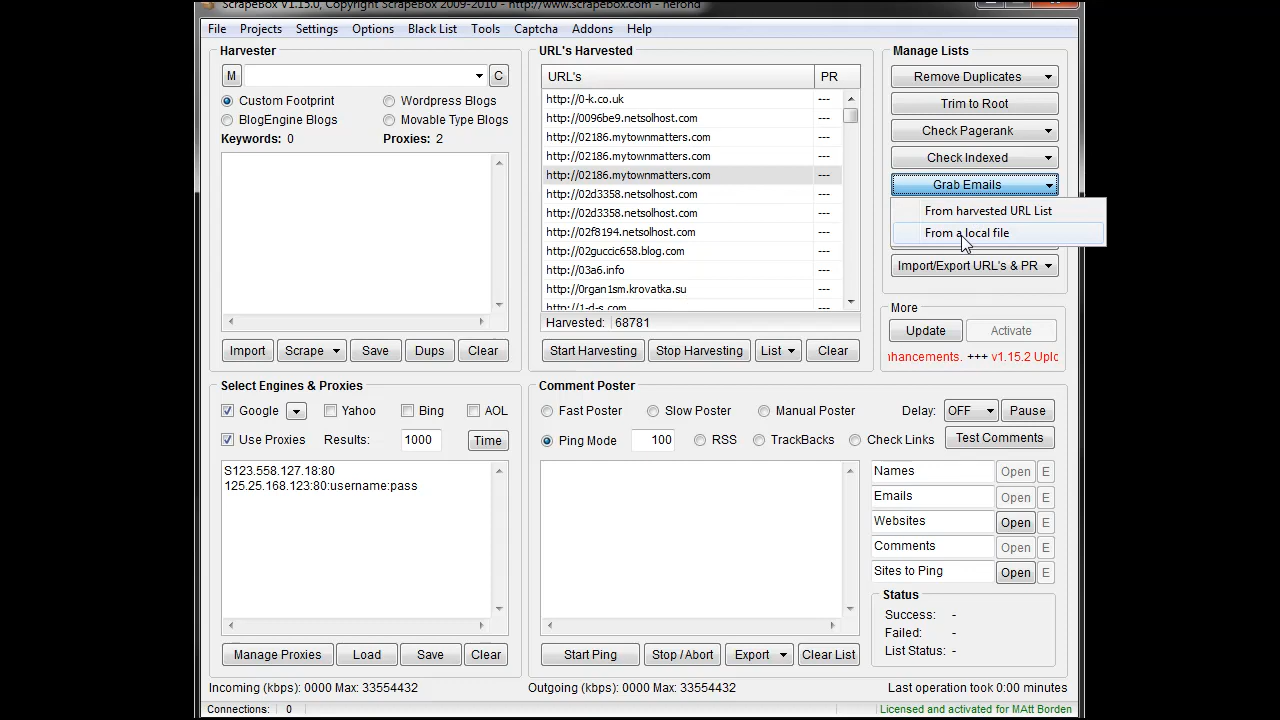 ScrapeBox V1.15.0, Copyright ScrapeBox 2009-2010 - http://www.scrapebox.com - nerond
File Projects Settings Options Black List Tools Captcha Addons Help
Harvester
M
C
Custom Footprint
Wordpress Blogs
BlogEngine Blogs
Movable Type Blogs
Keywords: 0
Proxies: 2
Import
Scrape
Save
Dups
Clear
URL's Harvested
URL's
PR
http://0-k.co.uk ---
http://0096be9.netsolhost.com ---
http://02186.mytownmatters.com ---
http://02186.mytownmatters.com ---
http://02186.mytownmatters.com ---
http://02d3358.netsolhost.com ---
http://02d3358.netsolhost.com ---
http://02f8194.netsolhost.com ---
http://02guccic658.blog.com ---
http://03a6.info ---
http://0rgan1sm.krovatka.su ---
http://1-d-s.com ---
Harvested: 68781
Start Harvesting
Stop Harvesting
List
Clear
Manage Lists
Remove Duplicates
Trim to Root
Check Pagerank
Check Indexed
Grab Emails
From harvested URL List
From a local file
Import/Export URL's & PR
More
Update
Activate
hancements. +++ v1.15.2 Uplo
Select Engines & Proxies
Google
Yahoo
Bing
AOL
Use Proxies
Results:
1000
Time
S123.558.127.18:80
125.25.168.123:80:username:pass
Manage Proxies
Load
Save
Clear
Comment Poster
Fast Poster
Slow Poster
Manual Poster
Delay:
OFF
Pause
Ping Mode
100
RSS
TrackBacks
Check Links
Test Comments
Names Open E
Emails Open E
Websites Open E
Comments Open E
Sites to Ping Open E
Status
Success: -
Failed: -
List Status: -
Start Ping
Stop / Abort
Export
Clear List
Incoming (kbps): 0000 Max: 33554432
Outgoing (kbps): 0000 Max: 33554432
Last operation took 0:00 minutes
Connections: 0
Licensed and activated for MAtt Borden